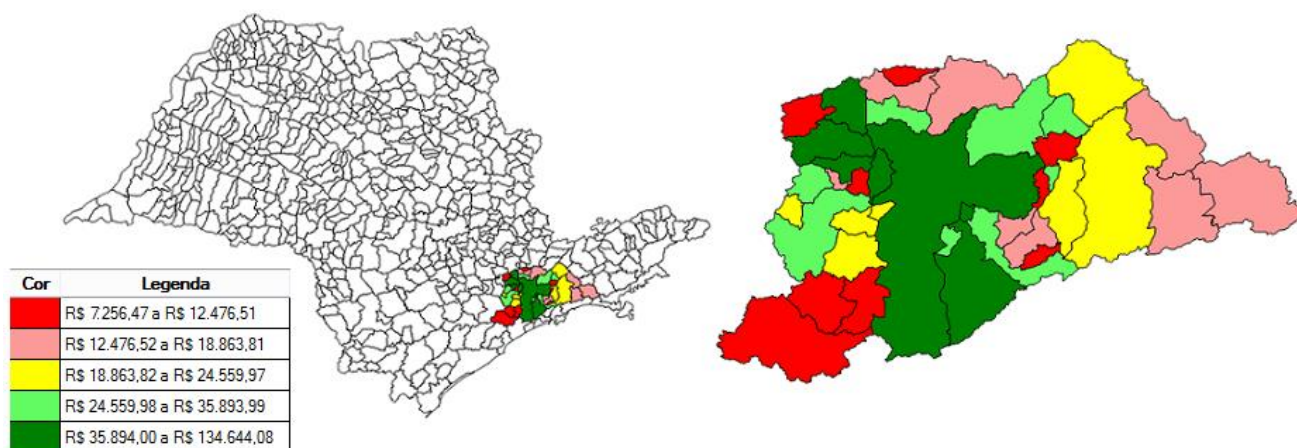 Cor Legenda
R$ 7.256,47 a R$ 12.476,51
R$ 12.476,52 a R$ 18.863,81
R$ 18.863,82 a R$ 24.559,97
R$ 24.559,98 a R$ 35.893,99
R$ 35.894,00 a R$ 134.644,08